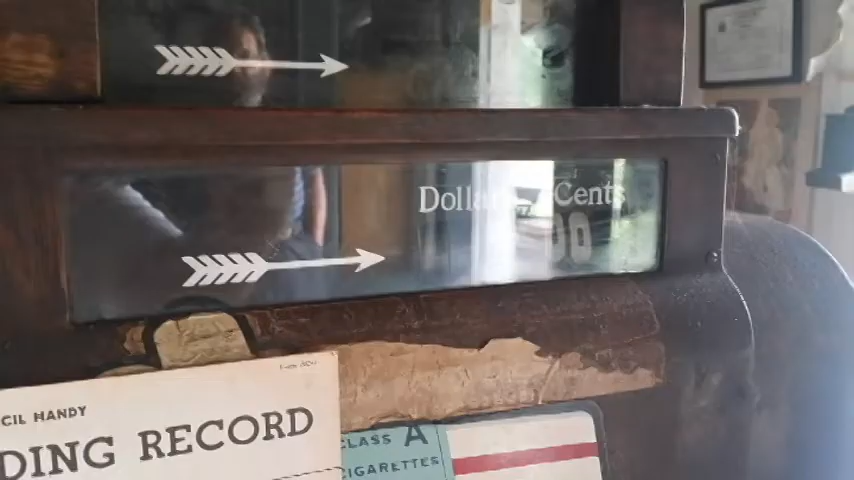 Dollars Cents
00
CIL HANDY
DING RECORD
CLASS A
CIGARETTES